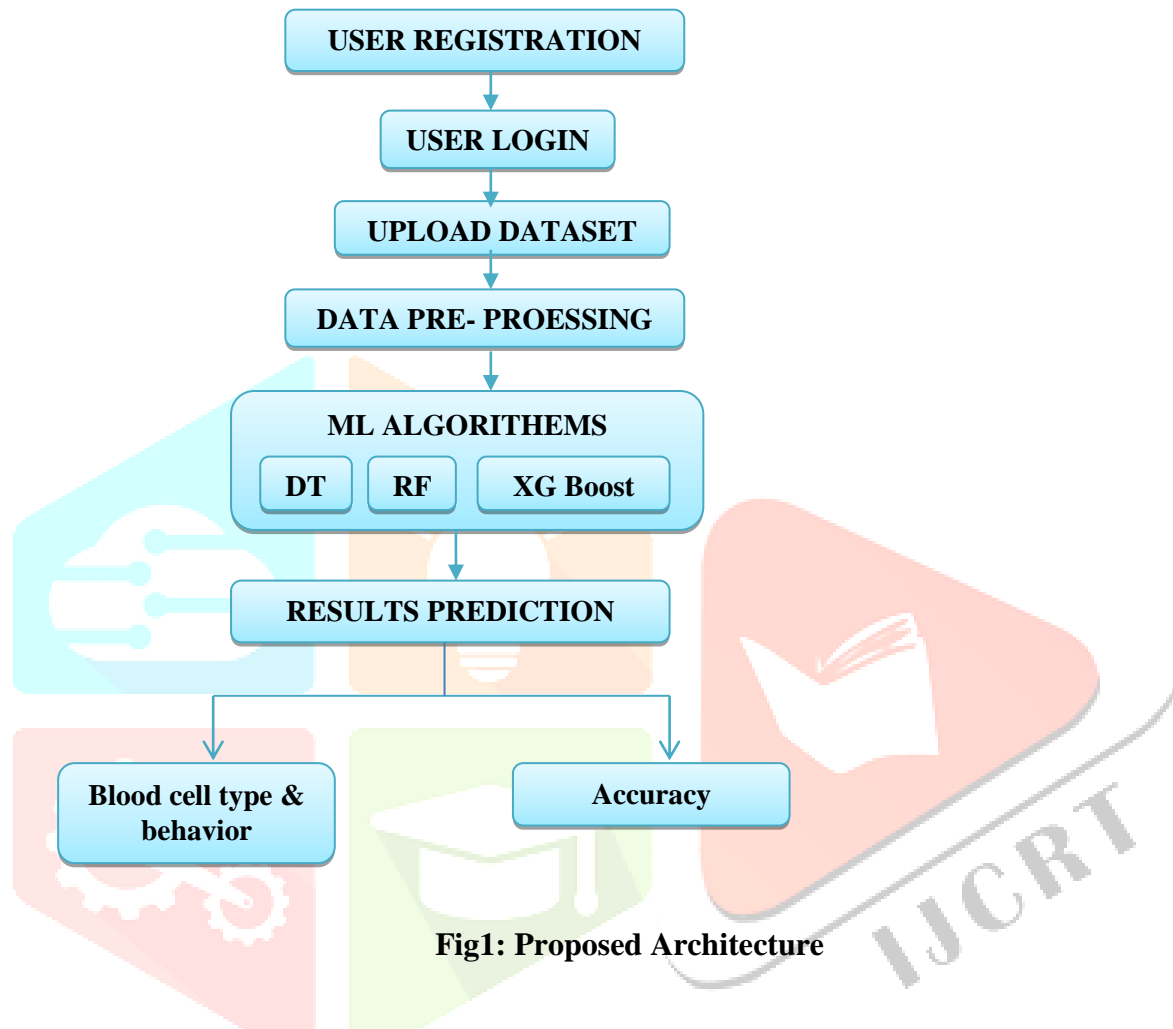 USER REGISTRATION
USER LOGIN
UPLOAD DATASET
DATA PRE- PROESSING
ML ALGORITHEMS
DT RF XG Boost
RESULTS PREDICTION
Blood cell type &
behavior
Accuracy
IJCRT
Fig1: Proposed Architecture